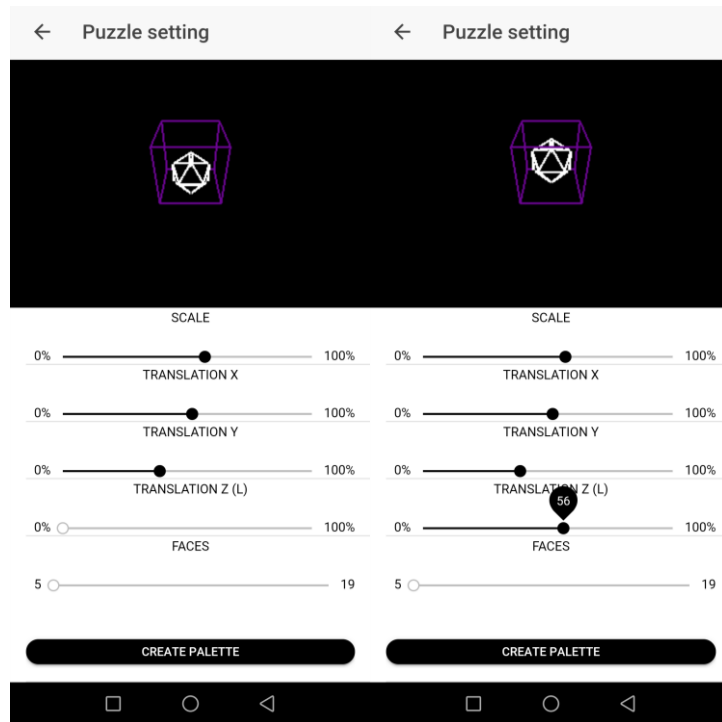 Puzzle setting
SCALE
0% 100%
TRANSLATION X
0% 100%
TRANSLATION Y
0% 100%
TRANSLATION Z (L)
0% 100%
FACES
5 19
CREATE PALETTE
Puzzle setting
SCALE
0% 100%
TRANSLATION X
0% 100%
TRANSLATION Y
0% 100%
TRANSLATION Z (L)
56
0% 100%
FACES
5 19
CREATE PALETTE